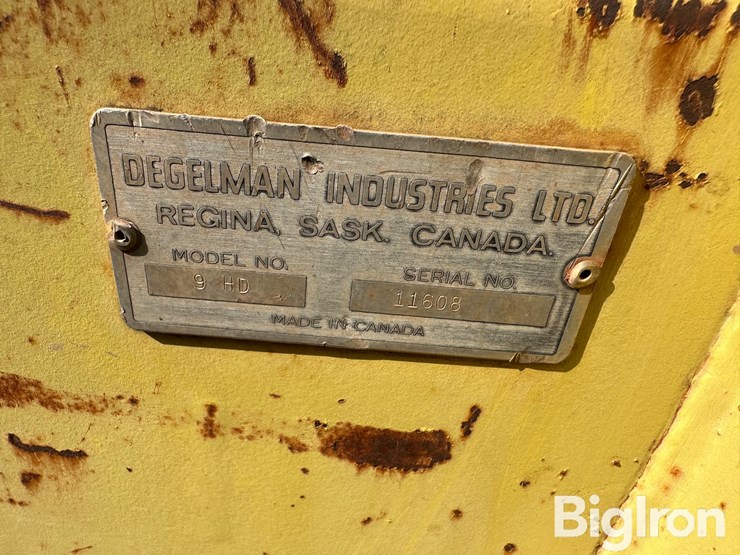 DEGELMAN INDUSTRIES LTD.
REGINA, SASK. CANADA.
MODEL NO. SERIAL NO.
9 HD 11608
MADE IN CANADA
BigIron